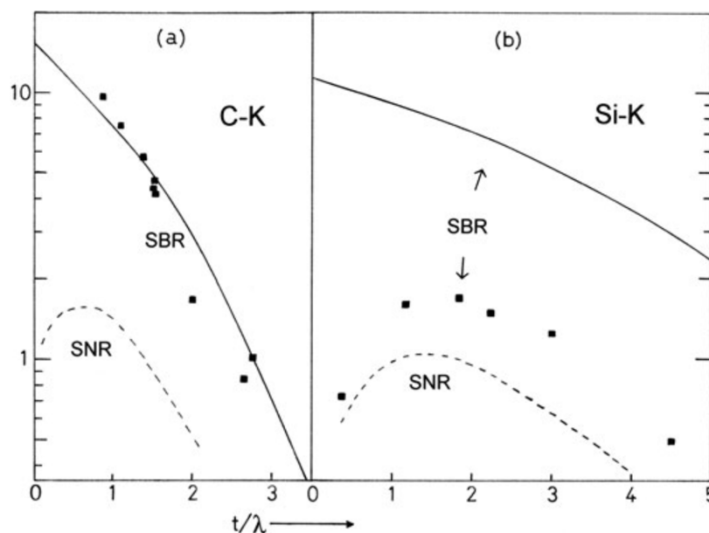 (a)
(b)
10
C-K
Si-K
SBR
SBR
1
SNR
SNR
0 1 2 3 0 1 2 3 4 5
t/λ